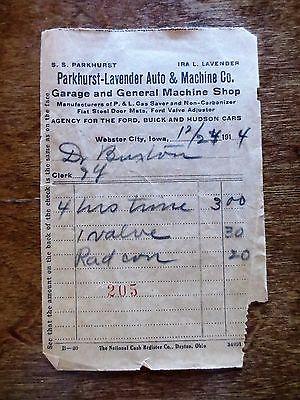 S. S. PARKHURST IRA L. LAVENDER
Parkhurst-Lavender Auto & Machine Co.
Garage and General Machine Shop
Manufacturers of P. & L. Gas Saver and Non-Carbonizer
Flat Steel Door Mats, Ford Valve Adjuster
AGENCY FOR THE FORD, BUICK AND HUDSON CARS
Webster City, Iowa, 12/24 1914
Dr Buxton
Clerk 94
4 hrs time 3 00
1 valve 30
Rad con 20
205
B—20 The National Cash Register Co., Dayton, Ohio
See that the amount on the back of the check is the same as on the face